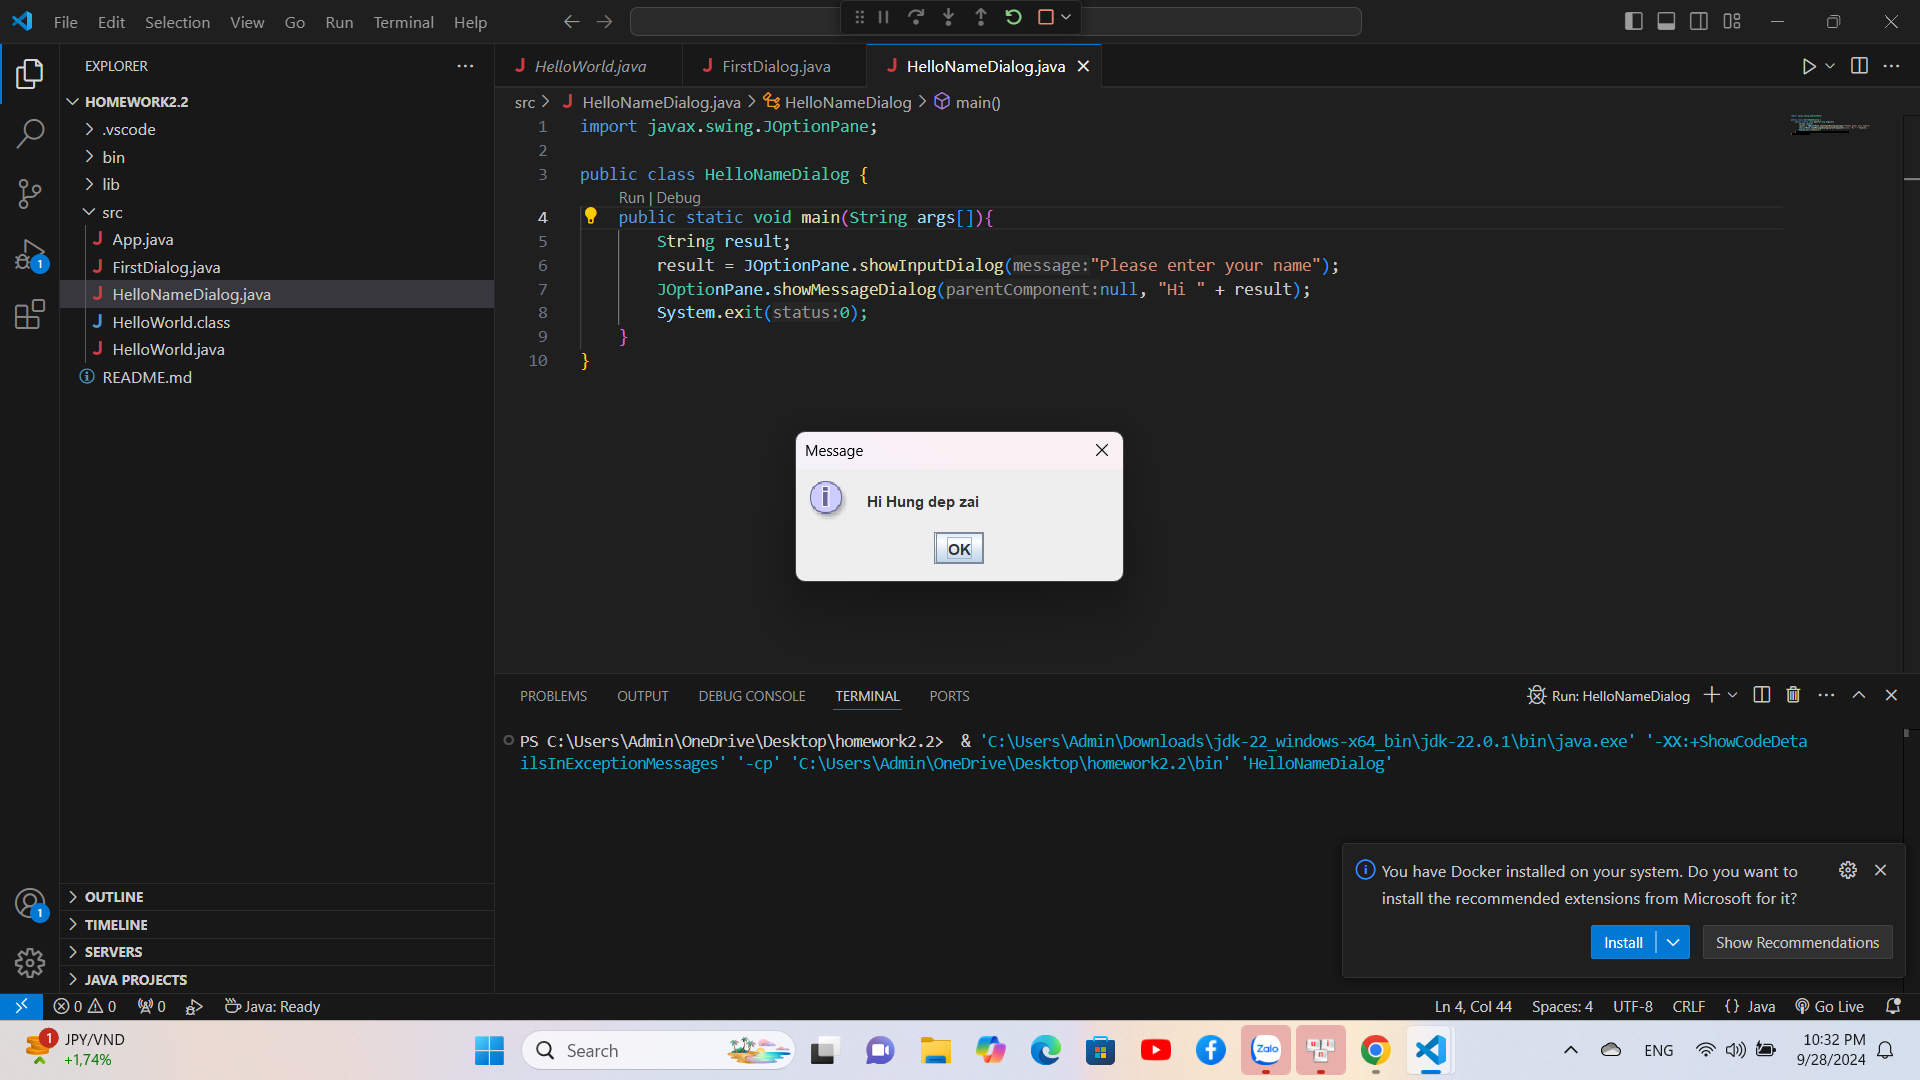 File Edit Selection View Go Run Terminal Help
EXPLORER
HOMEWORK2.2
.vscode
bin
lib
src
App.java
FirstDialog.java
HelloNameDialog.java
HelloWorld.class
HelloWorld.java
README.md
OUTLINE
TIMELINE
SERVERS
JAVA PROJECTS
HelloWorld.java FirstDialog.java HelloNameDialog.java
src > HelloNameDialog.java > HelloNameDialog > main()
1 import javax.swing.JOptionPane;
2
3 public class HelloNameDialog {
Run | Debug
4 public static void main(String args[]){
5 String result;
6 result = JOptionPane.showInputDialog(message:"Please enter your name");
7 JOptionPane.showMessageDialog(parentComponent:null, "Hi " + result);
8 System.exit(status:0);
9 }
10 }
Message
Hi Hung dep zai
OK
PROBLEMS OUTPUT DEBUG CONSOLE TERMINAL PORTS
Run: HelloNameDialog
PS C:\Users\Admin\OneDrive\Desktop\homework2.2> & 'C:\Users\Admin\Downloads\jdk-22_windows-x64_bin\jdk-22.0.1\bin\java.exe' '-XX:+ShowCodeDeta
ilsInExceptionMessages' '-cp' 'C:\Users\Admin\OneDrive\Desktop\homework2.2\bin' 'HelloNameDialog'
You have Docker installed on your system. Do you want to
install the recommended extensions from Microsoft for it?
Install Show Recommendations
1
1
0 0 0 Java: Ready
Ln 4, Col 44 Spaces: 4 UTF-8 CRLF {} Java Go Live
1
JPY/VND
+1,74%
Search
Zalo
ENG
10:32 PM
9/28/2024